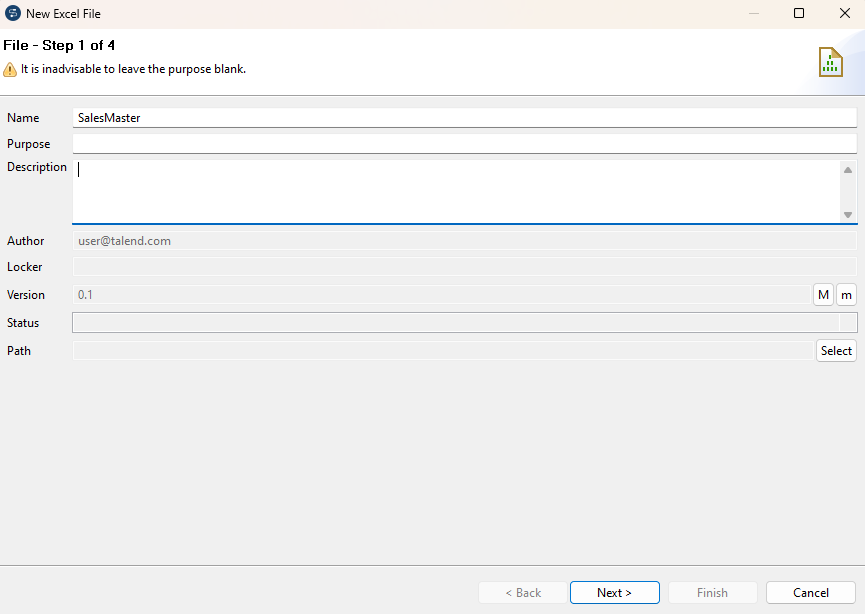 New Excel File
File - Step 1 of 4
It is inadvisable to leave the purpose blank.
Name SalesMaster
Purpose
Description
Author user@talend.com
Locker
Version 0.1 M m
Status
Path Select
< Back Next > Finish Cancel